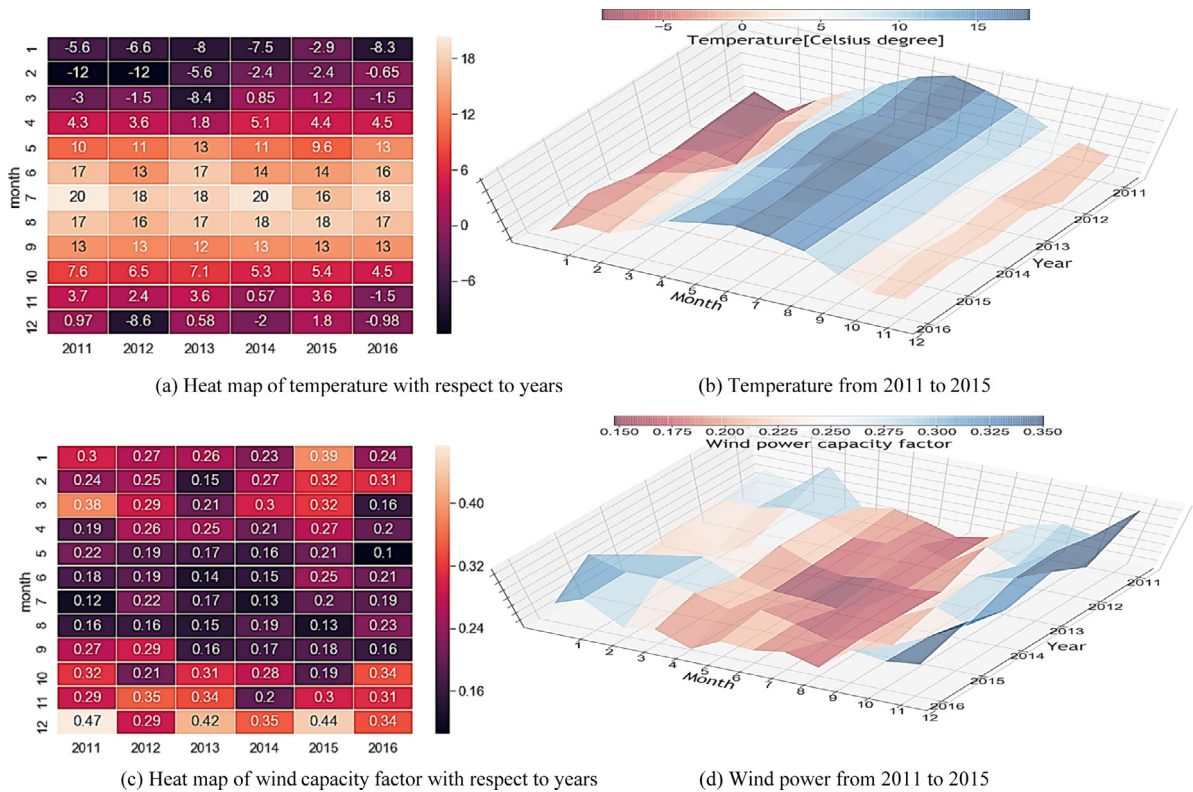 1 -5.6 -6.6 -8 -7.5 -2.9 -8.3
2 -12 -12 -5.6 -2.4 -2.4 -0.65
3 -3 -1.5 -8.4 0.85 1.2 -1.5
4 4.3 3.6 1.8 5.1 4.4 4.5
5 10 11 13 11 9.6 13
6 17 13 17 14 14 16
7 20 18 18 20 16 18
8 17 16 17 18 18 17
9 13 13 12 13 13 13
10 7.6 6.5 7.1 5.3 5.4 4.5
11 3.7 2.4 3.6 0.57 3.6 -1.5
12 0.97 -8.6 0.58 -2 1.8 -0.98
month
2011 2012 2013 2014 2015 2016
18
12
6
0
-6
-5 0 5 10 15
Temperature[Celsius degree]
1 2 3 4 5 6 7 8 9 10 11 12
Month
2011
2012
2013
2014
2015
2016
Year
(a) Heat map of temperature with respect to years
(b) Temperature from 2011 to 2015
1 0.3 0.27 0.26 0.23 0.39 0.24
2 0.24 0.25 0.15 0.27 0.32 0.31
3 0.38 0.29 0.21 0.3 0.32 0.16
4 0.19 0.26 0.25 0.21 0.27 0.2
5 0.22 0.19 0.17 0.16 0.21 0.1
6 0.18 0.19 0.14 0.15 0.25 0.21
7 0.12 0.22 0.17 0.13 0.2 0.19
8 0.16 0.16 0.15 0.19 0.13 0.23
9 0.27 0.29 0.16 0.17 0.18 0.16
10 0.32 0.21 0.31 0.28 0.19 0.34
11 0.29 0.35 0.34 0.2 0.3 0.31
12 0.47 0.29 0.42 0.35 0.44 0.34
month
2011 2012 2013 2014 2015 2016
0.40
0.32
0.24
0.16
0.150 0.175 0.200 0.225 0.250 0.275 0.300 0.325 0.350
Wind power capacity factor
1 2 3 4 5 6 7 8 9 10 11 12
Month
2011
2012
2013
2014
2015
2016
Year
(c) Heat map of wind capacity factor with respect to years
(d) Wind power from 2011 to 2015